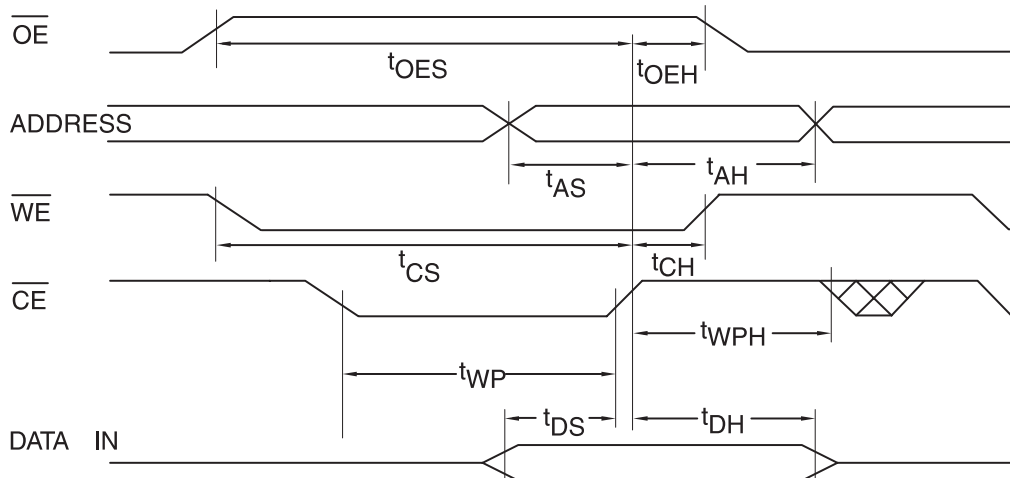 OE
tOES
tOEH
ADDRESS
tAS
tAH
WE
tCS
tCH
CE
tWPH
tWP
tDS
tDH
DATA IN